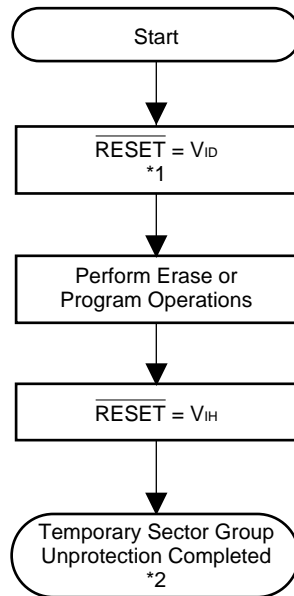 Start
RESET = VID
*1
Perform Erase or
Program Operations
RESET = VIH
Temporary Sector Group
Unprotection Completed
*2